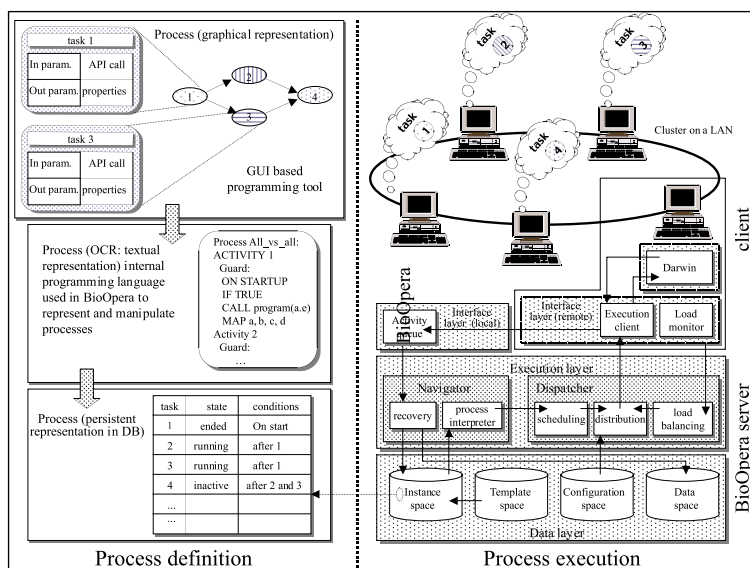 task 1
In param. API call
Out param. properties
Process (graphical representation)
1
2
3
4
task 3
In param. API call
Out param. properties
GUI based
programming tool
Process (OCR: textual
representation) internal
programming language
used in BioOpera to
represent and manipulate
processes
Process All_vs_all:
ACTIVITY 1
Guard:
ON STARTUP
IF TRUE
CALL program(a.e)
MAP a, b, c, d
Activity 2
Guard:
…
Process (persistent
representation in DB)
task state conditions
1 ended On start
2 running after 1
3 running after 1
4 inactive after 2 and 3
...
...
Process definition
task 2
task 3
task 1
task 4
Cluster on a LAN
client
BioOpera
Darwin
Interface
layer (local)
Interface
layer (remote)
Execution
client
Load
monitor
Execution layer
Navigator
recovery
process
interpreter
Dispatcher
scheduling
distribution
load
balancing
BioOpera server
Instance
space
Template
space
Configuration
space
Data
space
Data layer
Process execution